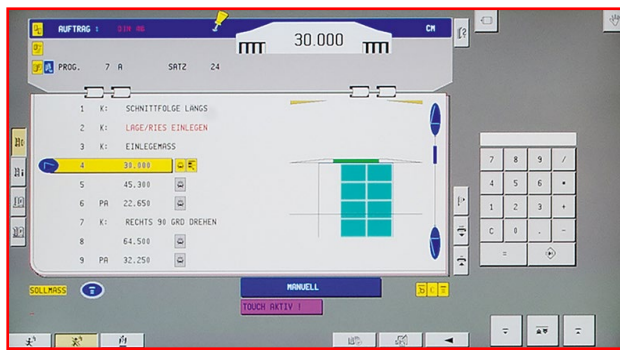 AUFTRAG : DIN A6 CM
30.000
PROG. 7 A SATZ 24
1 K: SCHNITTFOLGE LANGS
2 K: LAGE/RIES EINLEGEN
3 K: EINLEGEMASS
4 30.000
5 45.300
6 PA 22.650
7 K: RECHTS 90 GRD DREHEN
8 64.500
9 PA 32.250
7 8 9 /
4 5 6 *
1 2 3 +
C 0 . -
=
SOLLMASS
MANUELL
TOUCH AKTIV !